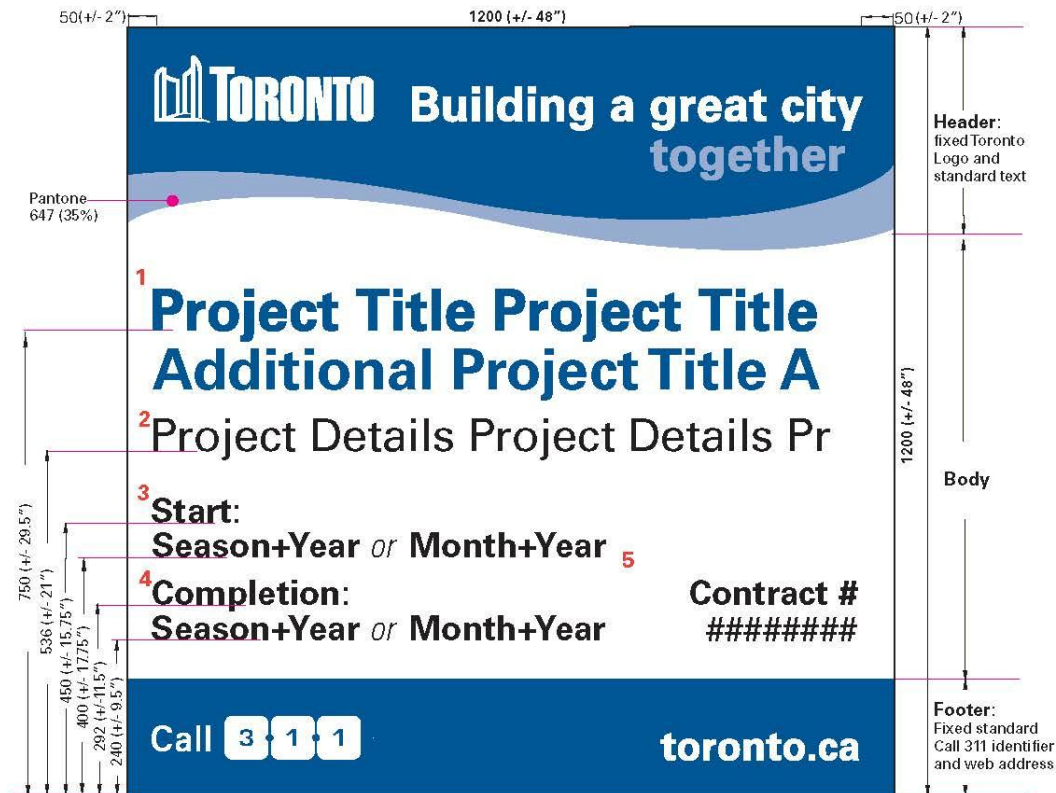 50(+/- 2")
1200 (+/- 48")
50(+/- 2")
TORONTO
Building a great city
together
Header:
fixed Toronto
Logo and
standard text
Pantone
647 (35%)
1
Project Title Project Title
Additional Project Title A
2
Project Details Project Details Pr
1200 (+/- 48")
Body
3
Start:
Season+Year or Month+Year
5
4
Completion:
Season+Year or Month+Year
Contract #
########
750 (+/- 29.5")
536 (+/- 21")
450 (+/- 15.75")
400 (+/- 17.75")
292 (+/-11.5")
240 (+/- 9.5")
Call 3•1•1
toronto.ca
Footer:
Fixed standard
Call 311 identifier
and web address